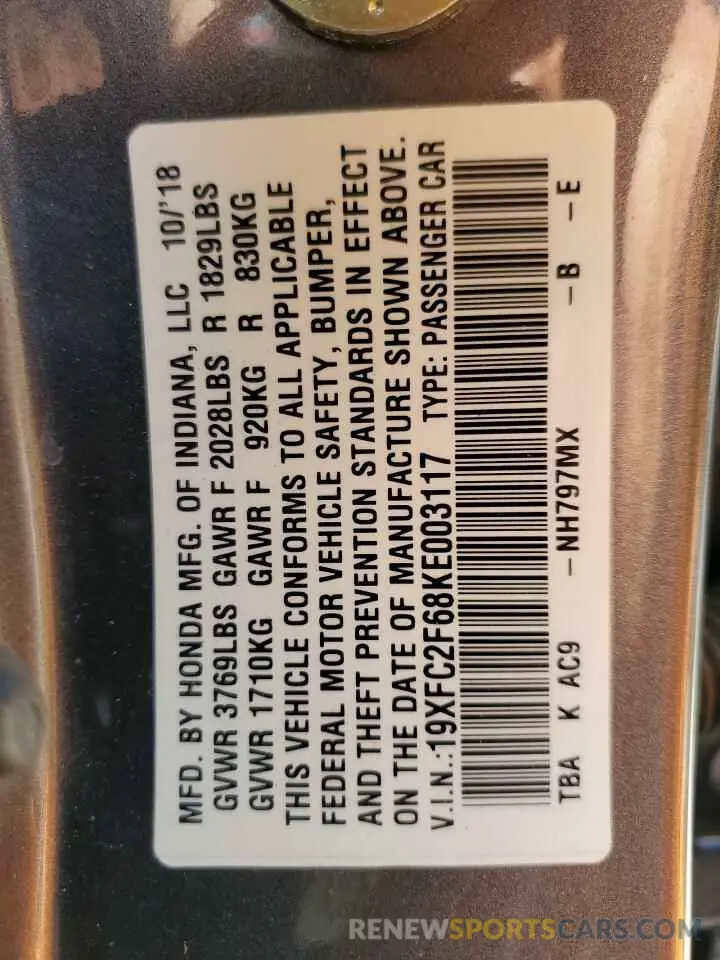 MFD. BY HONDA MFG. OF INDIANA, LLC 10/'18
GVWR 3769LBS GAWR F 2028LBS R 1829LBS
GVWR 1710KG GAWR F 920KG R 830KG
THIS VEHICLE CONFORMS TO ALL APPLICABLE
FEDERAL MOTOR VEHICLE SAFETY, BUMPER,
AND THEFT PREVENTION STANDARDS IN EFFECT
ON THE DATE OF MANUFACTURE SHOWN ABOVE.
V.I.N.:19XFC2F68KE003117 TYPE: PASSENGER CAR
TBA K AC9 -NH797MX -B -E
RENEWSPORTSCARS.COM